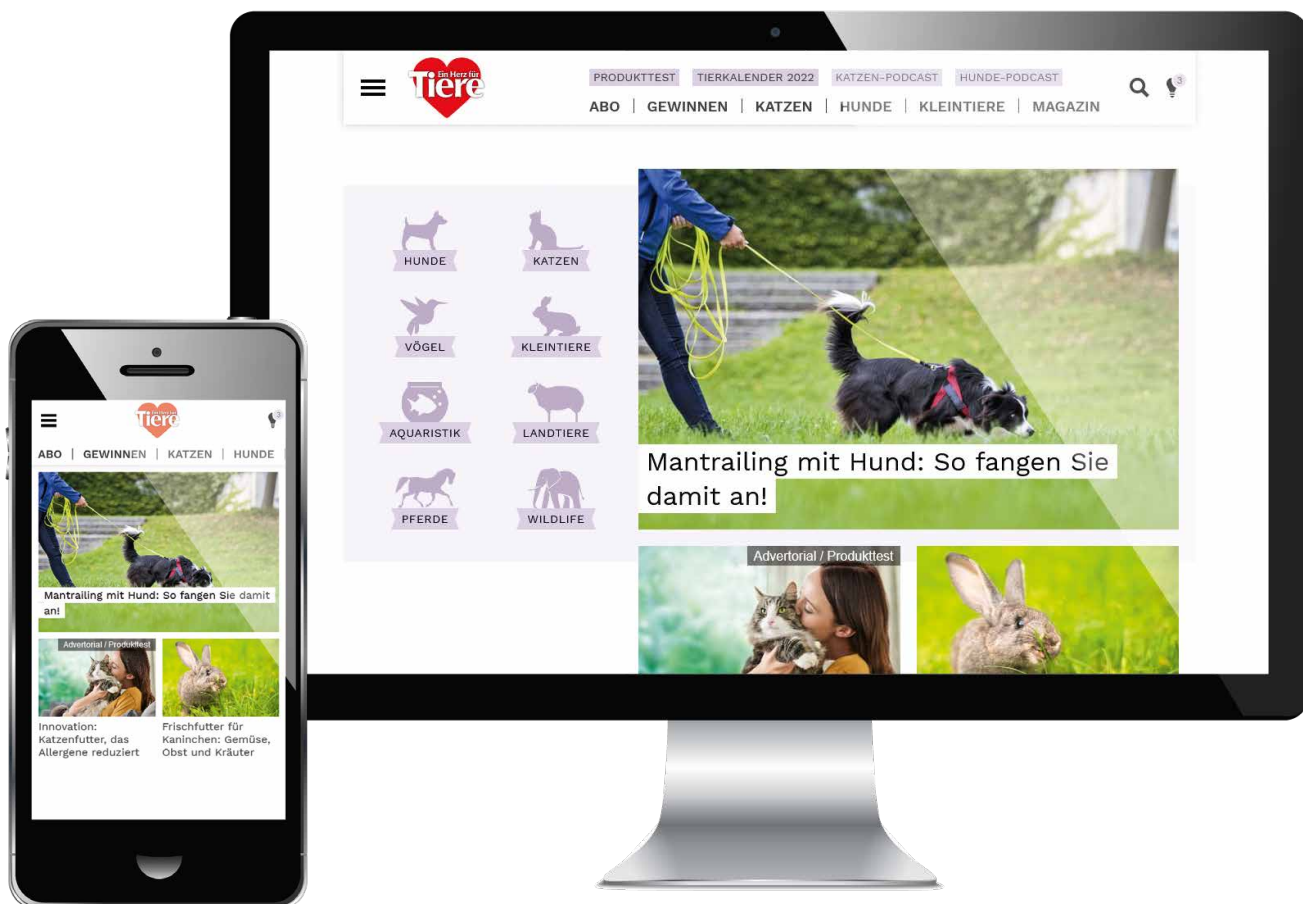 Ein Herz für
Tiere
PRODUKTTEST TIERKALENDER 2022 KATZEN-PODCAST HUNDE-PODCAST
ABO | GEWINNEN | KATZEN | HUNDE | KLEINTIERE | MAGAZIN
3
HUNDE
KATZEN
VÖGEL
KLEINTIERE
AQUARISTIK
LANDTIERE
PFERDE
WILDLIFE
Mantrailing mit Hund: So fangen Sie
damit an!
Advertorial / Produkttest
Ein Herz für
Tiere
3
ABO | GEWINNEN | KATZEN | HUNDE
Mantrailing mit Hund: So fangen Sie damit
an!
Advertorial / Produkttest
Innovation:
Katzenfutter, das
Allergene reduziert
Frischfutter für
Kaninchen: Gemüse,
Obst und Kräuter